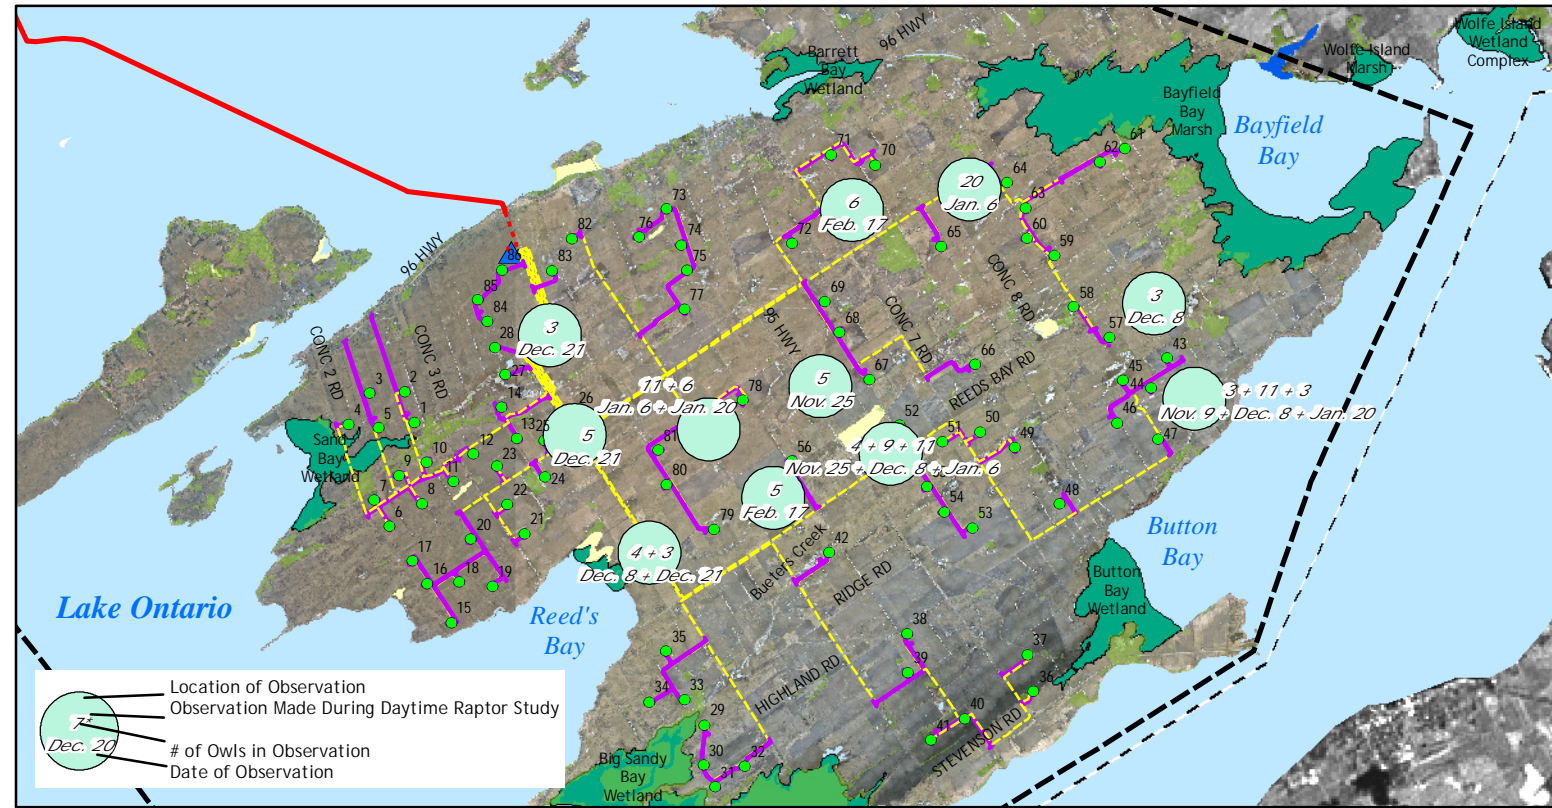 96 HWY
Barrett
Bay
Wetland
Wolfe Island
Wetland
Complex
Wolfe Island
Marsh
Bayfield
Bay
Marsh
Bayfield
Bay
71
70
61
62
64
63
60
59
65
20
Jan. 6
6
Feb. 17
72
73
76
74
75
77
82
83
86
85
84
28
27
96 HWY
CONC 2 RD
CONC 3 RD
3
Dec. 21
69
68
67
95 HWY
CONC 7 RD
CONC 8 RD
58
57
3
Dec. 8
66
REEDS BAY RD
43
45
44
46
47
3 + 11 + 3
Nov. 9 + Dec. 8 + Jan. 20
5
Nov. 25
11 + 6
Jan. 6 + Jan. 20
78
26
14
13
25
5
Dec. 21
3
2
4
5
1
Sand
Bay
Wetland
10
9
11
12
23
24
7
8
6
22
21
20
81
80
79
56
52
51
50
49
4 + 9 + 11
Nov. 25 + Dec. 8 + Jan. 6
54
53
48
5
Feb. 17
4 + 3
Dec. 8 + Dec. 21
17
16
18
19
15
42
Bueters Creek
RIDGE RD
HIGHLAND RD
STEVENSON RD
Button
Bay
Button
Bay
Wetland
Lake Ontario
Reed's
Bay
35
34
33
29
30
31
32
38
39
37
36
40
41
Big Sandy
Bay
Wetland
7*
Dec. 20
Location of Observation
Observation Made During Daytime Raptor Study
# of Owls in Observation
Date of Observation